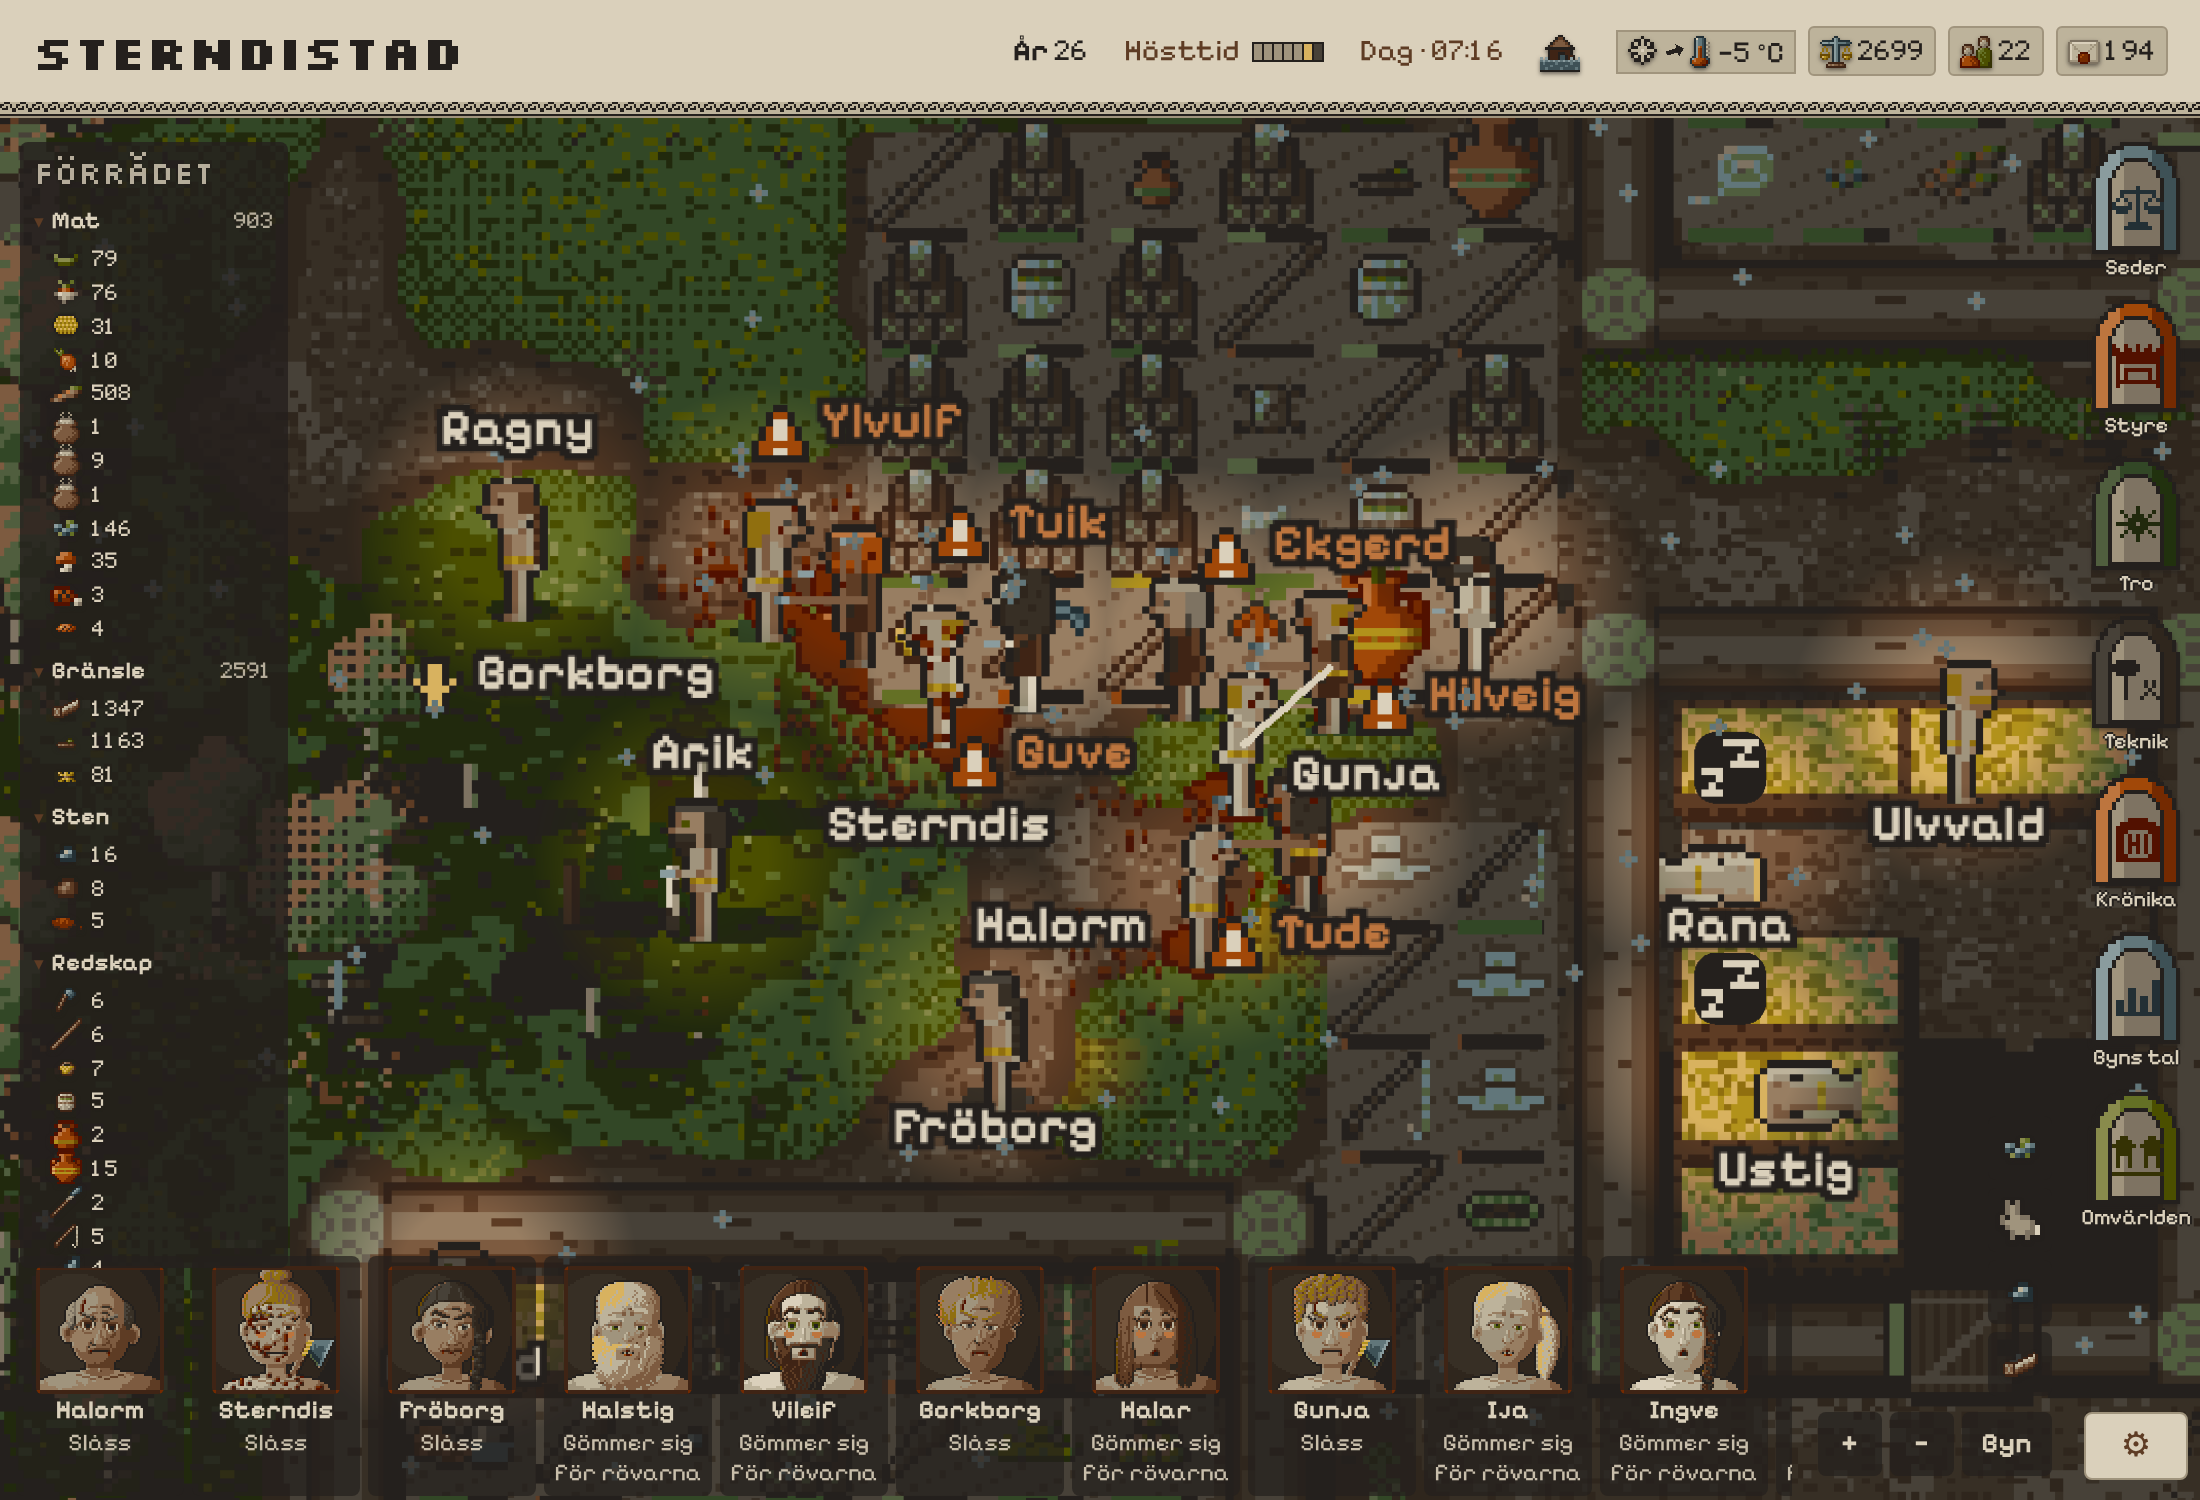 STERNDISTAD
År 26
Hösttid
Dag · 07:16
-5 °C
2699
22
194
FÖRRÅDET
Mat 903
79
76
31
10
508
1
9
1
146
35
3
4
Bränsle 2591
1347
1163
81
Sten
16
8
5
Redskap
6
6
7
5
2
15
2
5
Ragny
Ylvulf
Tuik
Ekgerd
Borkborg
Hilveig
Arik
Guve
Gunja
Sterndis
Ulvvald
Halorm
Tude
Rana
Fröborg
Ustig
Z Z
Z Z
Seder
Styre
Tro
Teknik
Krönika
Byns tal
Omvärlden
Halorm
Slåss
Sterndis
Slåss
Fröborg
Slåss
Halstig
Gömmer sig
för rövarna
Vileif
Gömmer sig
för rövarna
Borkborg
Slåss
Halar
Gömmer sig
för rövarna
Gunja
Slåss
Ija
Gömmer sig
för rövarna
Ingve
Gömmer sig
för rövarna
+
-
Byn